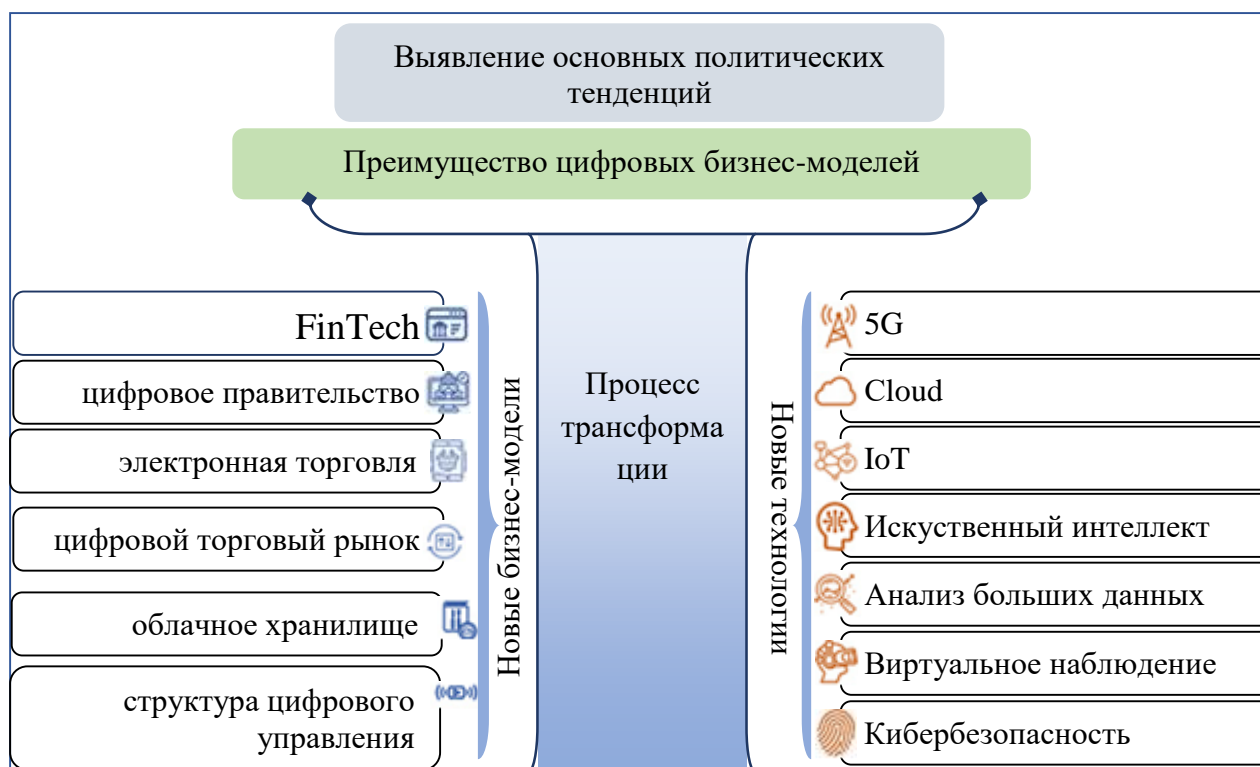 Выявление основных политических
тенденций
Преимущество цифровых бизнес-моделей
FinTech
цифровое правительство
электронная торговля
цифровой торговый рынок
облачное хранилище
структура цифрового
управления
Новые бизнес-модели
Процесс
трансформа
ции
Новые технологии
5G
Cloud
IoT
Искуственный интеллект
Анализ больших данных
Виртуальное наблюдение
Кибербезопасность